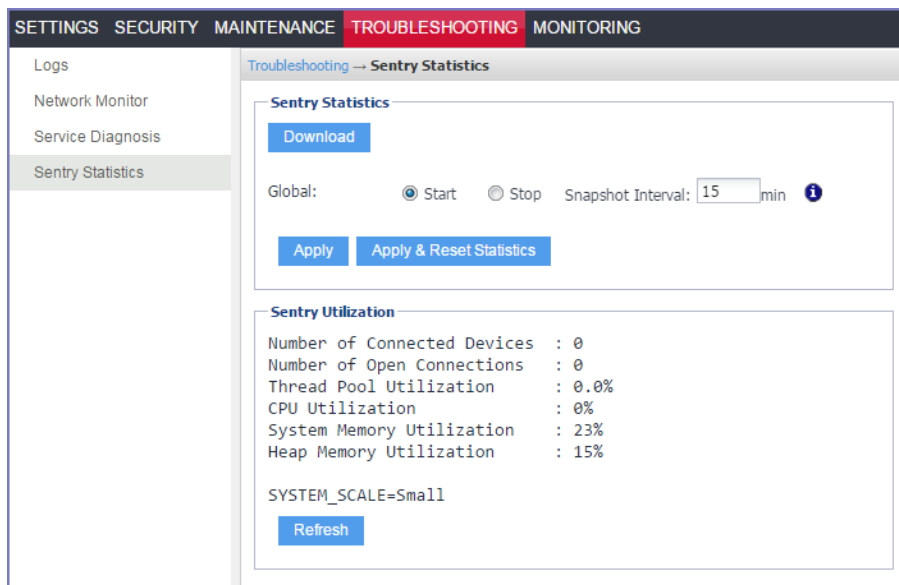 SETTINGS SECURITY MAINTENANCE TROUBLESHOOTING MONITORING
Logs
Network Monitor
Service Diagnosis
Sentry Statistics
Troubleshooting → Sentry Statistics
Sentry Statistics
Download
Global: Start Stop Snapshot Interval: 15 min
Apply Apply & Reset Statistics
Sentry Utilization
Number of Connected Devices : 0
Number of Open Connections : 0
Thread Pool Utilization : 0.0%
CPU Utilization : 0%
System Memory Utilization : 23%
Heap Memory Utilization : 15%
SYSTEM_SCALE=Small
Refresh